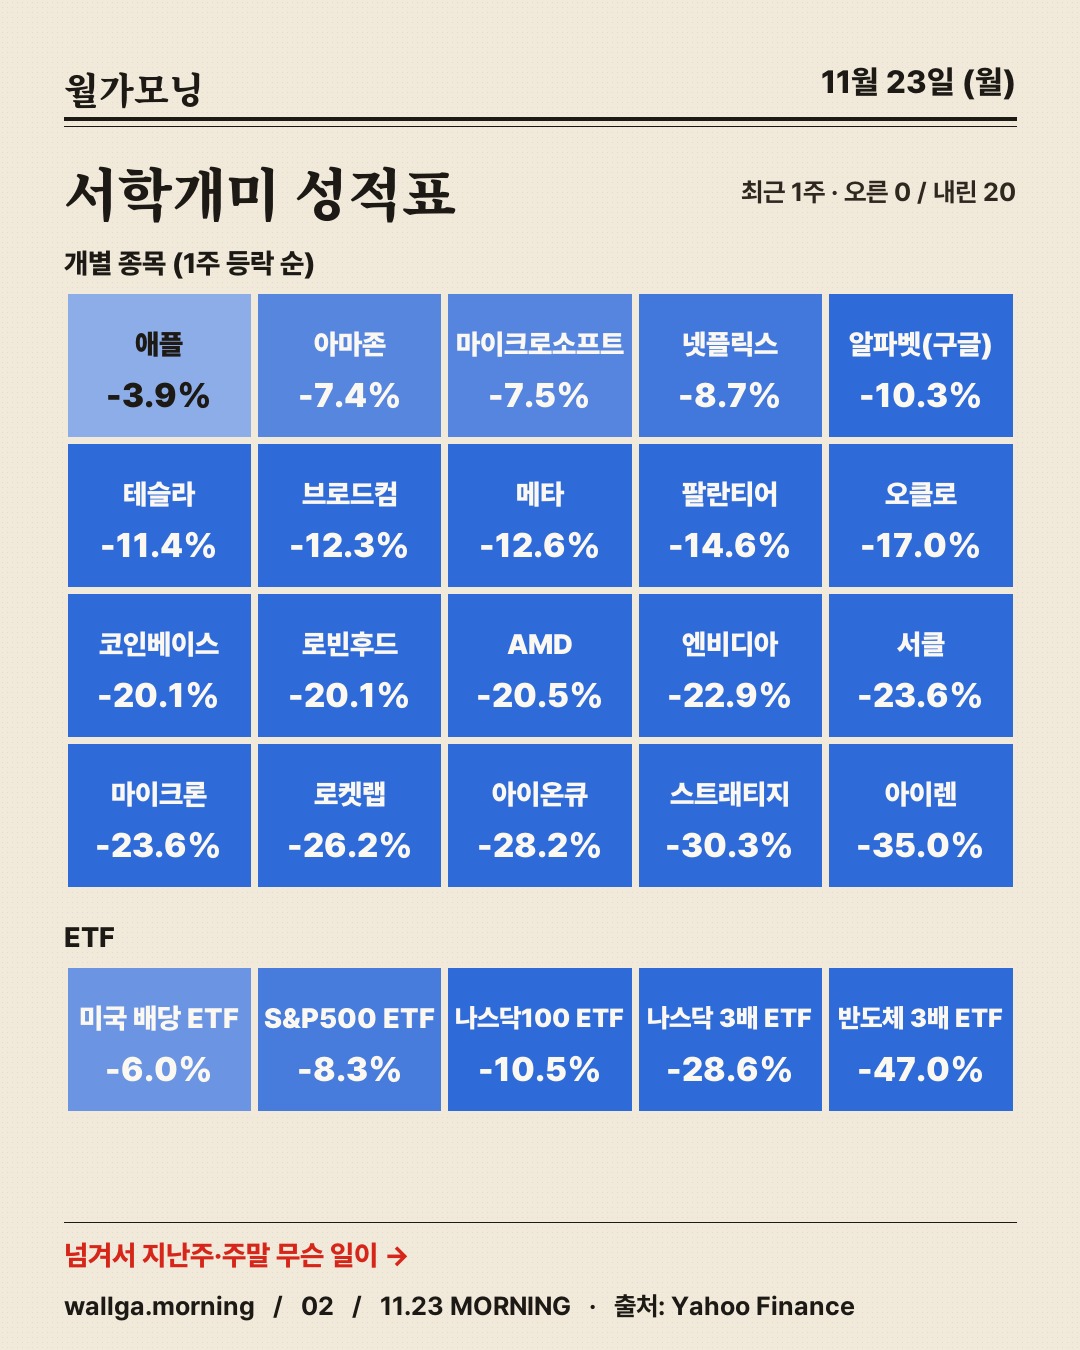 월가모닝
11월 23일 (월)
서학개미 성적표
최근 1주 · 오른 0 / 내린 20
개별 종목 (1주 등락 순)
애플 아마존 마이크로소프트 넷플릭스 알파벳(구글)
-3.9% -7.4% -7.5% -8.7% -10.3%
테슬라 브로드컴 메타 팔란티어 오클로
-11.4% -12.3% -12.6% -14.6% -17.0%
코인베이스 로빈후드 AMD 엔비디아 서클
-20.1% -20.1% -20.5% -22.9% -23.6%
마이크론 로켓랩 아이온큐 스트래티지 아이렌
-23.6% -26.2% -28.2% -30.3% -35.0%
ETF
미국 배당 ETF S&P500 ETF 나스닥100 ETF 나스닥 3배 ETF 반도체 3배 ETF
-6.0% -8.3% -10.5% -28.6% -47.0%
넘겨서 지난주·주말 무슨 일이 →
wallga.morning / 02 / 11.23 MORNING · 출처: Yahoo Finance